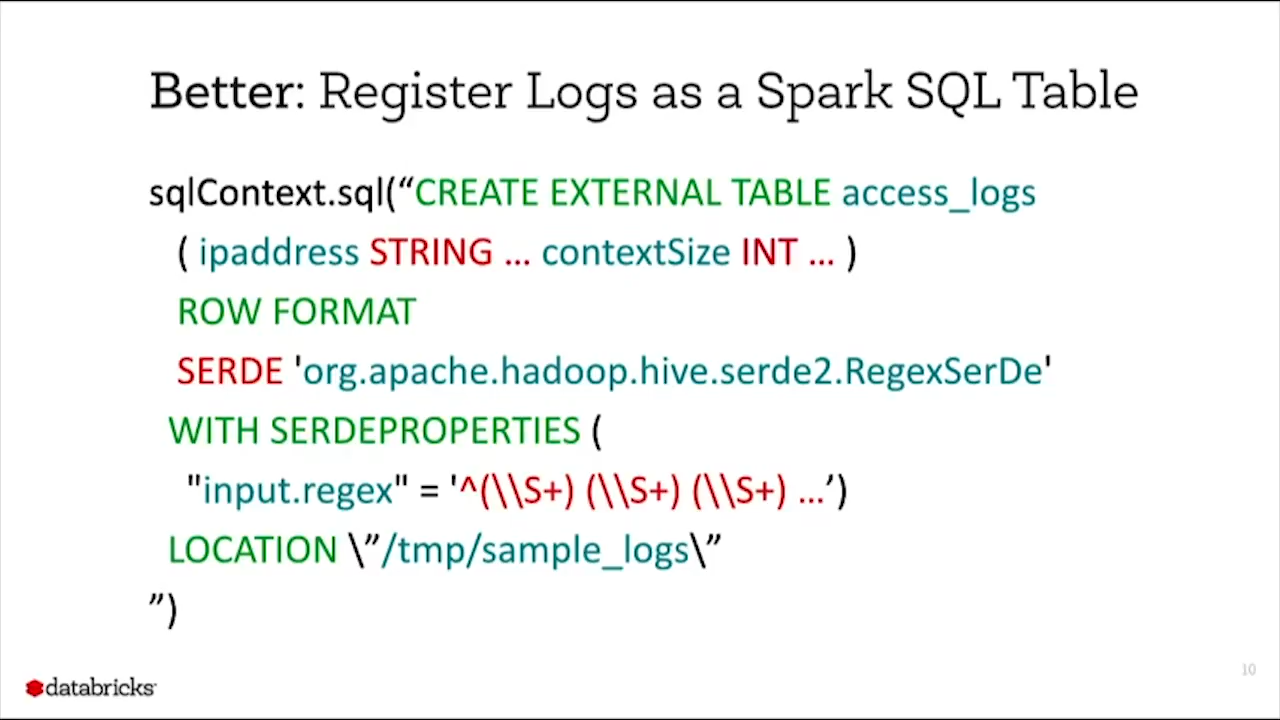 Better: Register Logs as a Spark SQL Table
sqlContext.sql(“CREATE EXTERNAL TABLE access_logs
( ipaddress STRING … contextSize INT … )
ROW FORMAT
SERDE 'org.apache.hadoop.hive.serde2.RegexSerDe'
WITH SERDEPROPERTIES (
"input.regex" = '^(\\S+) (\\S+) (\\S+) …’)
LOCATION \”/tmp/sample_logs\”
”)
databricks
10